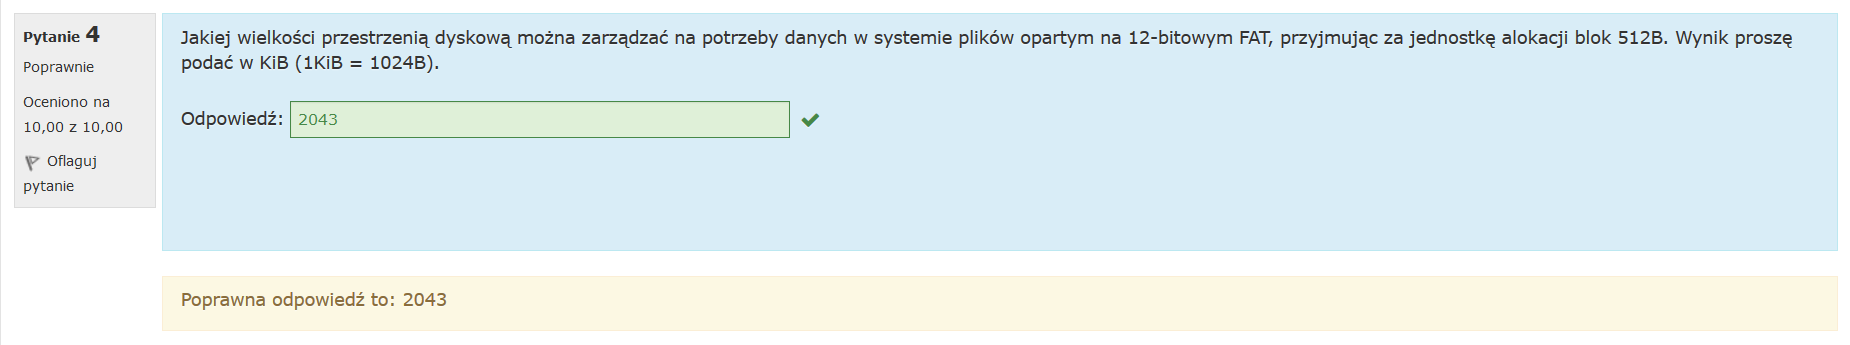 Pytanie 4
Poprawnie
Oceniono na
10,00 z 10,00
Oflaguj
pytanie
Jakiej wielkości przestrzenią dyskową można zarządzać na potrzeby danych w systemie plików opartym na 12-bitowym FAT, przyjmując za jednostkę alokacji blok 512B. Wynik proszę
podać w KiB (1KiB = 1024B).
Odpowiedź: 2043
Poprawna odpowiedź to: 2043